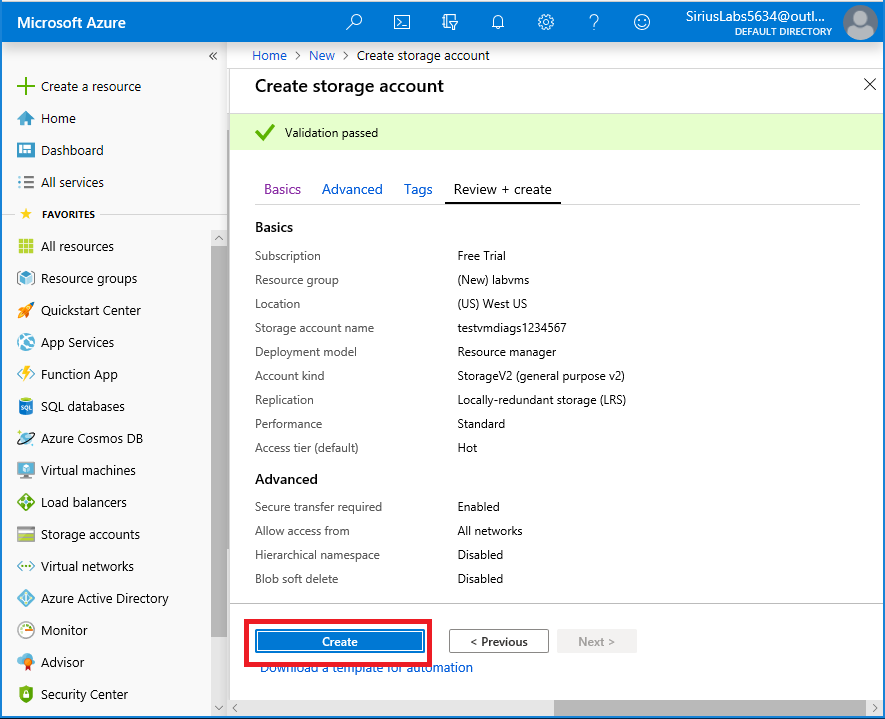 Microsoft Azure
SiriusLabs5634@outl...
DEFAULT DIRECTORY
«
Create a resource
Home
Dashboard
All services
FAVORITES
All resources
Resource groups
Quickstart Center
App Services
Function App
SQL databases
Azure Cosmos DB
Virtual machines
Load balancers
Storage accounts
Virtual networks
Azure Active Directory
Monitor
Advisor
Security Center
Home > New > Create storage account
Create storage account
Validation passed
Basics Advanced Tags Review + create
Basics
Subscription Free Trial
Resource group (New) labvms
Location (US) West US
Storage account name testvmdiags1234567
Deployment model Resource manager
Account kind StorageV2 (general purpose v2)
Replication Locally-redundant storage (LRS)
Performance Standard
Access tier (default) Hot
Advanced
Secure transfer required Enabled
Allow access from All networks
Hierarchical namespace Disabled
Blob soft delete Disabled
Create < Previous Next >
Download a template for automation